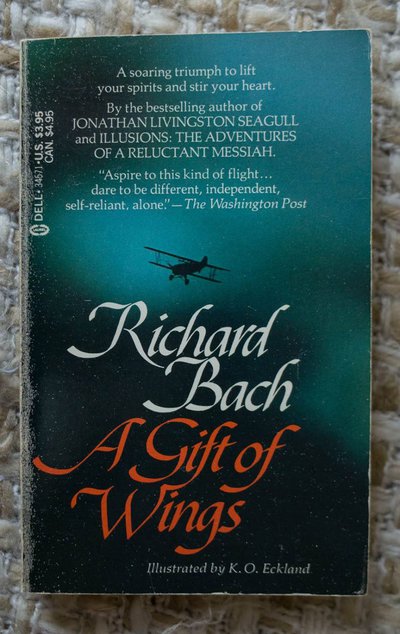 A soaring triumph to lift
your spirits and stir your heart.
By the bestselling author of
JONATHAN LIVINGSTON SEAGULL
and ILLUSIONS: THE ADVENTURES
OF A RELUCTANT MESSIAH.
"Aspire to this kind of flight...
dare to be different, independent,
self-reliant, alone."—The Washington Post
DELL • 34671 • U.S. $3.95
CAN. $4.95
Richard
Bach
A Gift of
Wings
Illustrated by K. O. Eckland